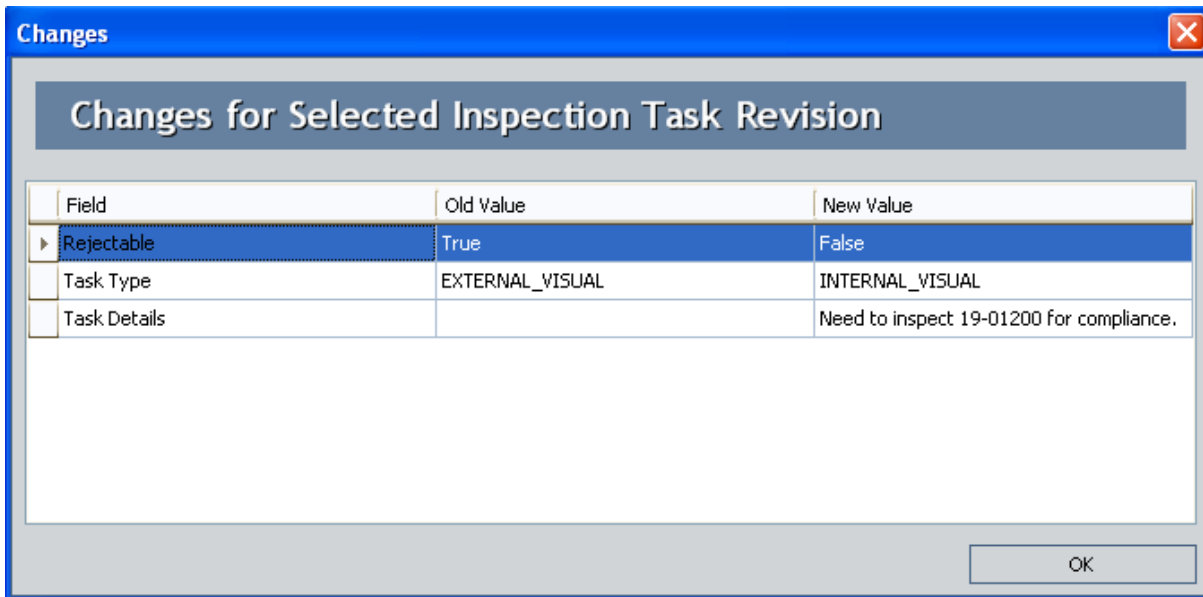 Changes
Changes for Selected Inspection Task Revision
Field Old Value New Value
Rejectable True False
Task Type EXTERNAL_VISUAL INTERNAL_VISUAL
Task Details Need to inspect 19-01200 for compliance.
OK